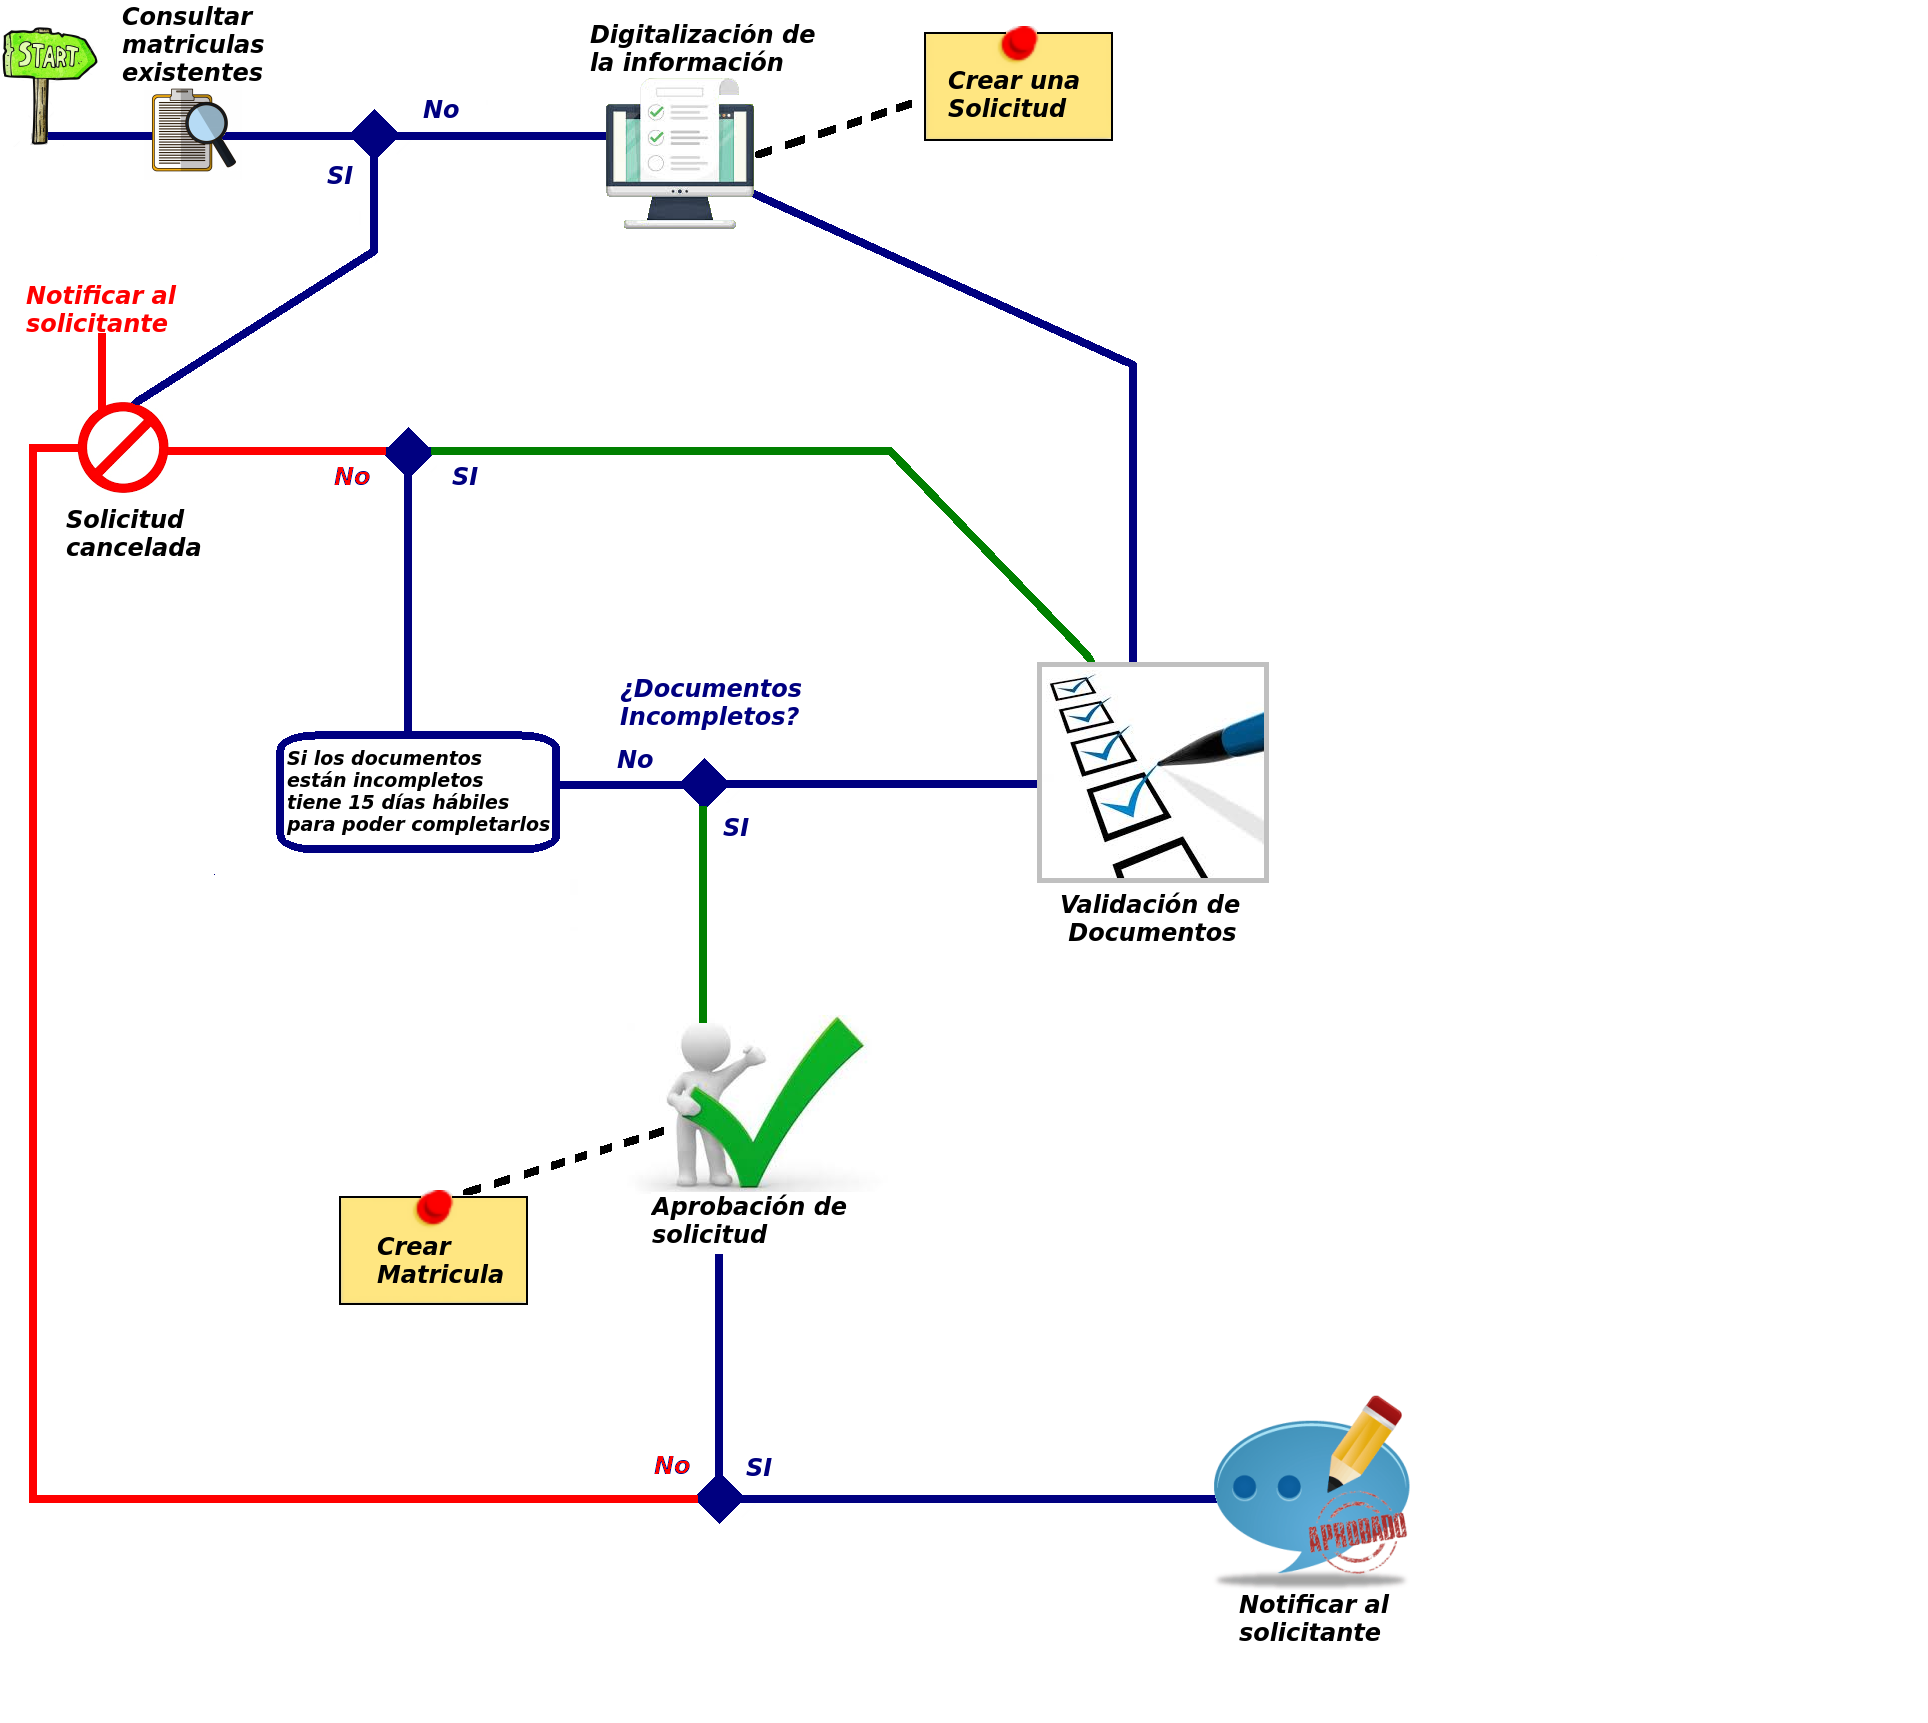 START
Consultar
matriculas
existentes
No
SI
Digitalización de
la información
Crear una
Solicitud
Notificar al
solicitante
No
SI
Solicitud
cancelada
¿Documentos
Incompletos?
No
SI
Si los documentos
están incompletos
tiene 15 días hábiles
para poder completarlos
Validación de
Documentos
Aprobación de
solicitud
Crear
Matricula
No
SI
APROBADO
Notificar al
solicitante